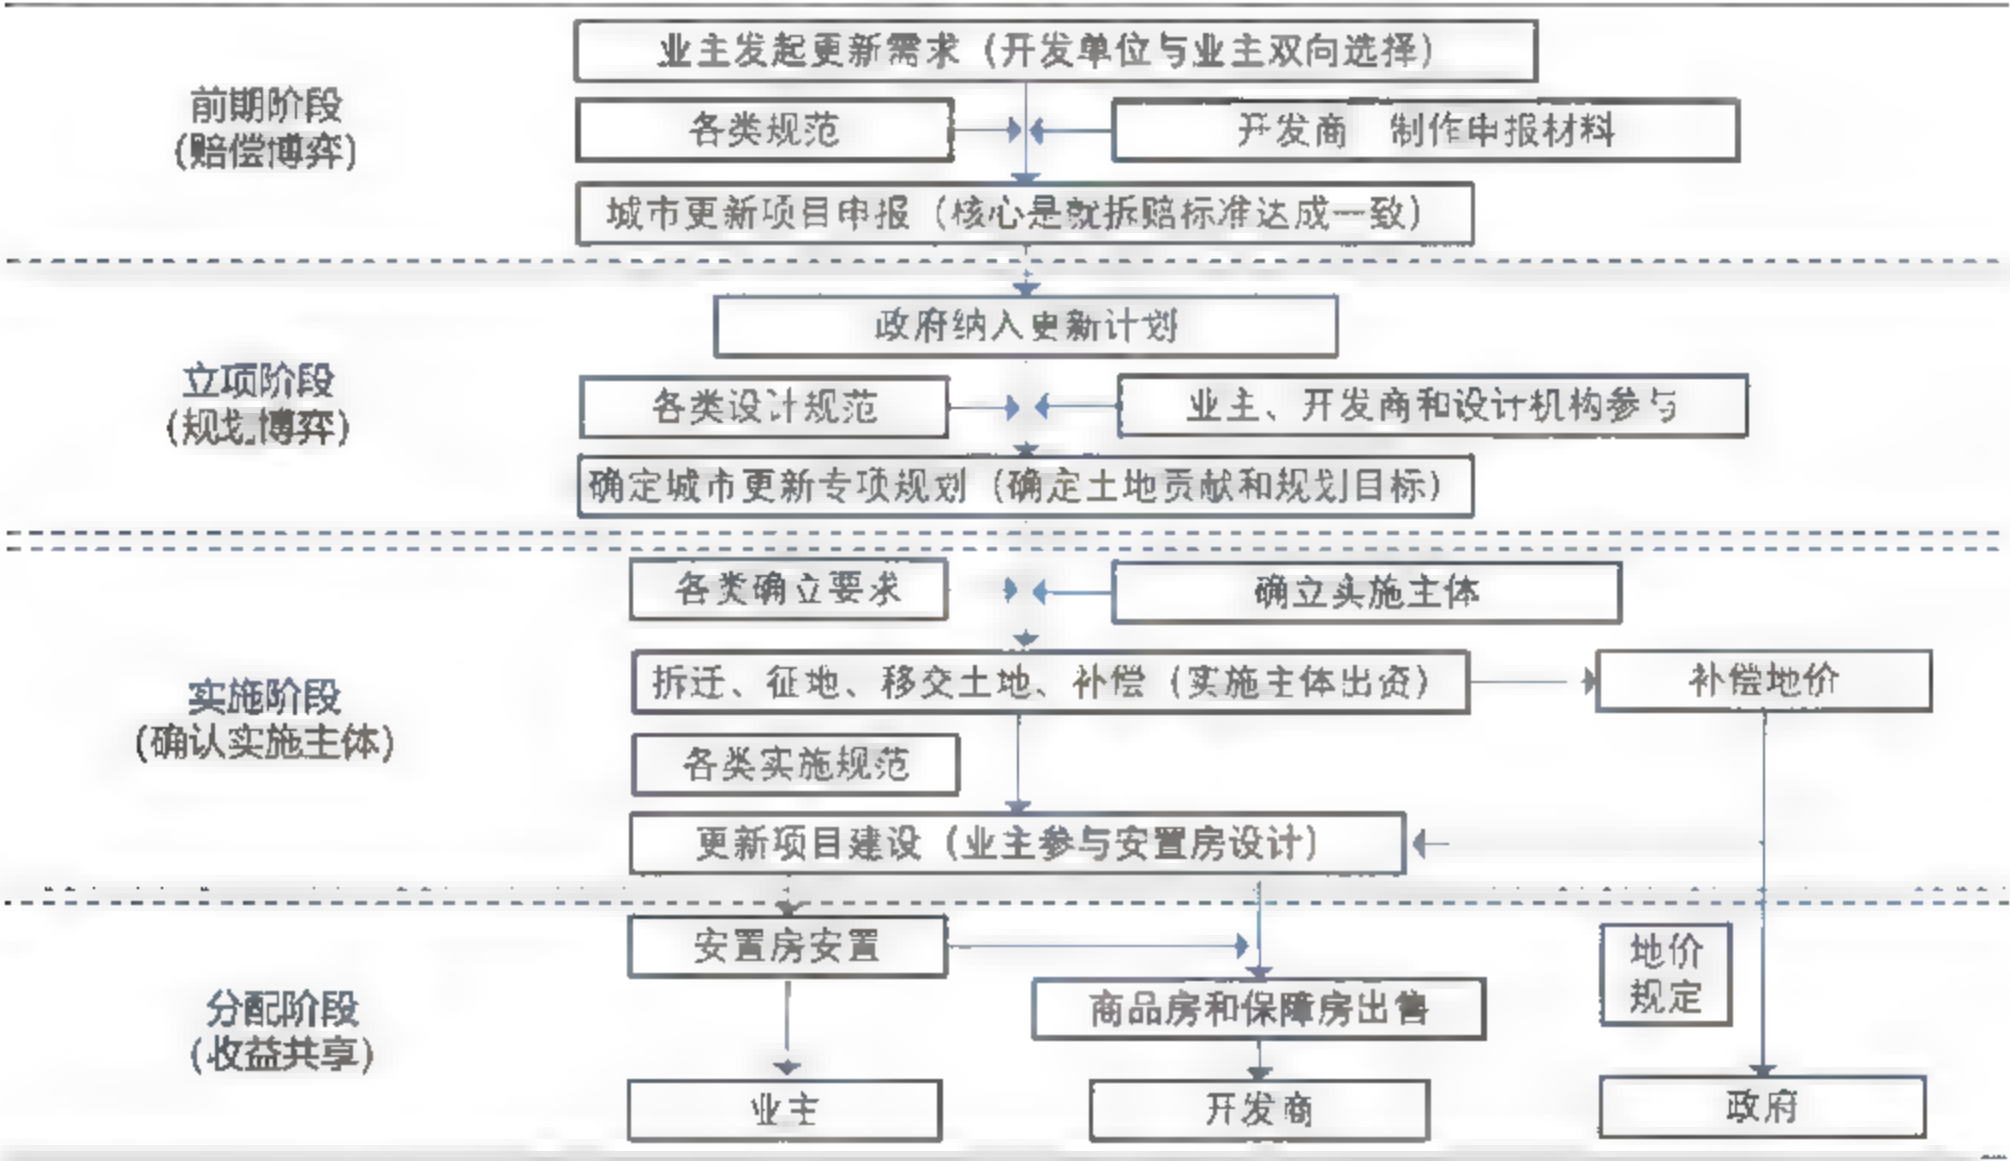 业主发起更新需求（开发单位与业主双向选择）
前期阶段
(赔偿博弈)
各类规范
开发商 制作申报材料
城市更新项目申报（核心是就拆赔标准达成一致）
政府纳入更新计划
立项阶段
(规划博弈)
各类设计规范
业主、开发商和设计机构参与
确定城市更新专项规划（确定土地贡献和规划目标）
各类确立要求
确立实施主体
实施阶段
(确认实施主体)
拆迁、征地、移交土地、补偿（实施主体出资）
补偿地价
各类实施规范
更新项目建设（业主参与安置房设计）
分配阶段
(收益共享)
安置房安置
商品房和保障房出售
地价
规定
业主
开发商
政府